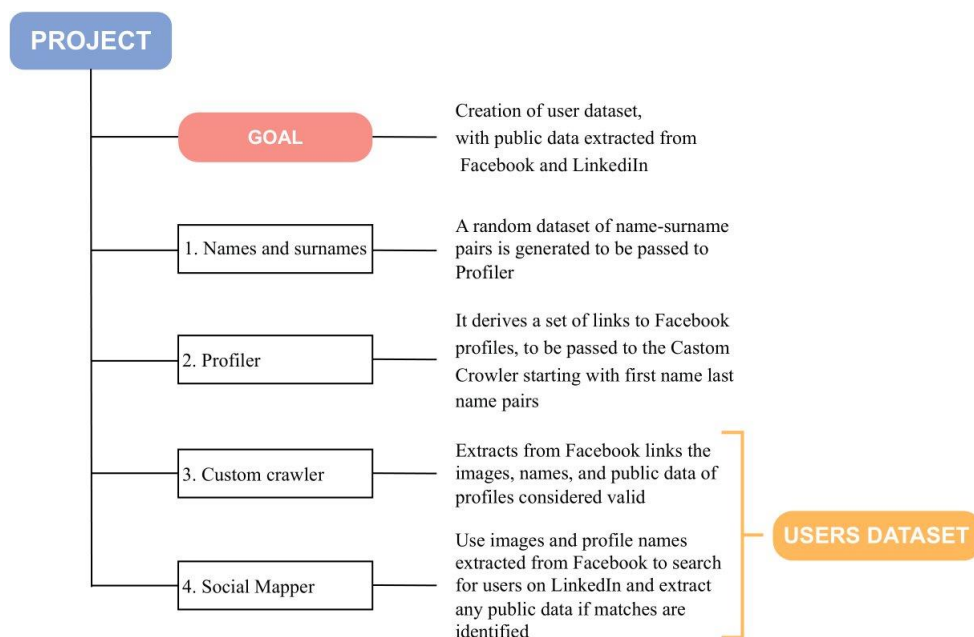 PROJECT
GOAL
Creation of user dataset,
with public data extracted from
Facebook and LinkediIn
1. Names and surnames
A random dataset of name-surname
pairs is generated to be passed to
Profiler
2. Profiler
It derives a set of links to Facebook
profiles, to be passed to the Castom
Crowler starting with first name last
name pairs
3. Custom crawler
Extracts from Facebook links the
images, names, and public data of
profiles considered valid
4. Social Mapper
Use images and profile names
extracted from Facebook to search
for users on LinkedIn and extract
any public data if matches are
identified
USERS DATASET